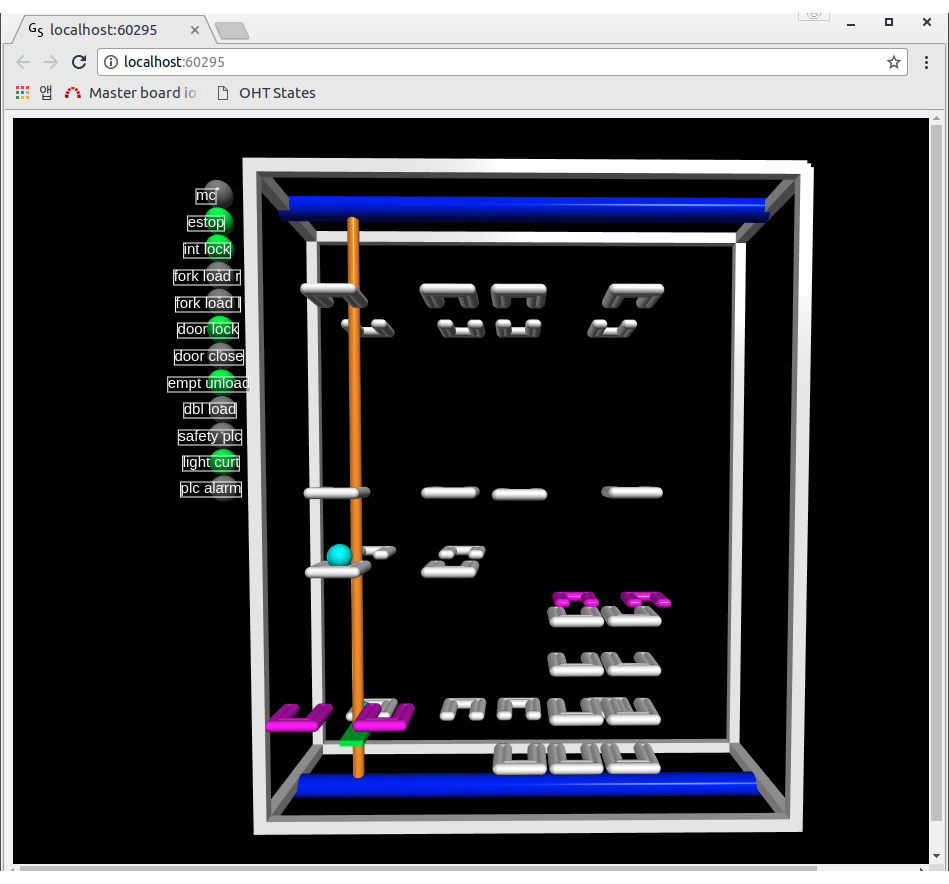 GS localhost:60295
localhost:60295
앱 Master board io OHT States
mc
estop
int lock
fork load r
fork load l
door lock
door close
empt unload
dbl load
safety plc
light curt
plc alarm